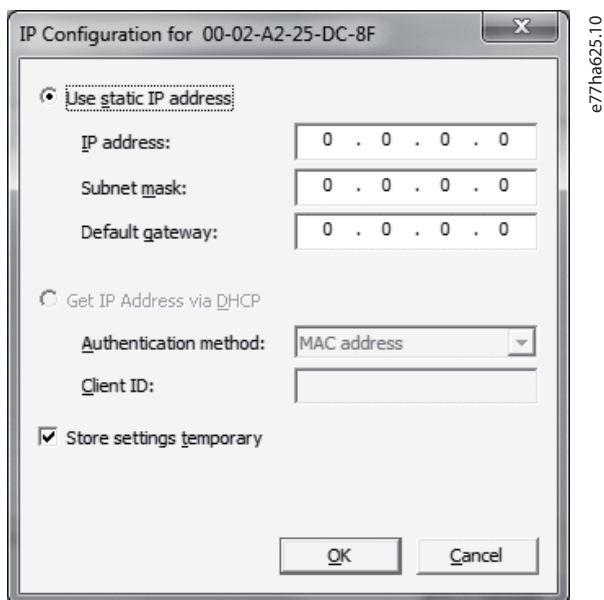 IP Configuration for 00-02-A2-25-DC-8F
x
Use static IP address
IP address: 0 . 0 . 0 . 0
Subnet mask: 0 . 0 . 0 . 0
Default gateway: 0 . 0 . 0 . 0
Get IP Address via DHCP
Authentication method: MAC address
Client ID:
Store settings temporary
OK Cancel
e77ha625.10